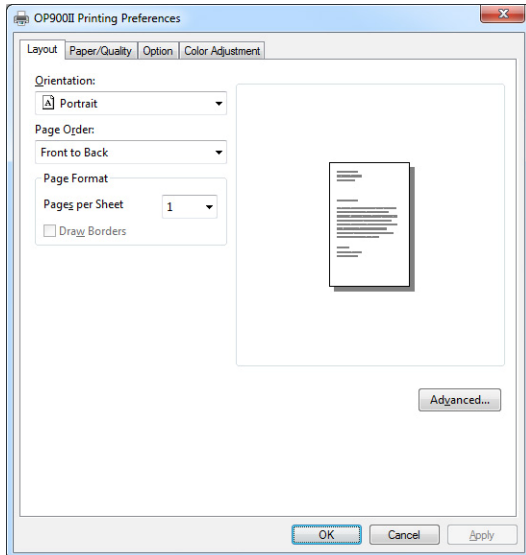 OP900II Printing Preferences
Layout Paper/Quality Option Color Adjustment
Orientation:
A Portrait
Page Order:
Front to Back
Page Format
Pages per Sheet 1
Draw Borders
Advanced...
OK Cancel Apply